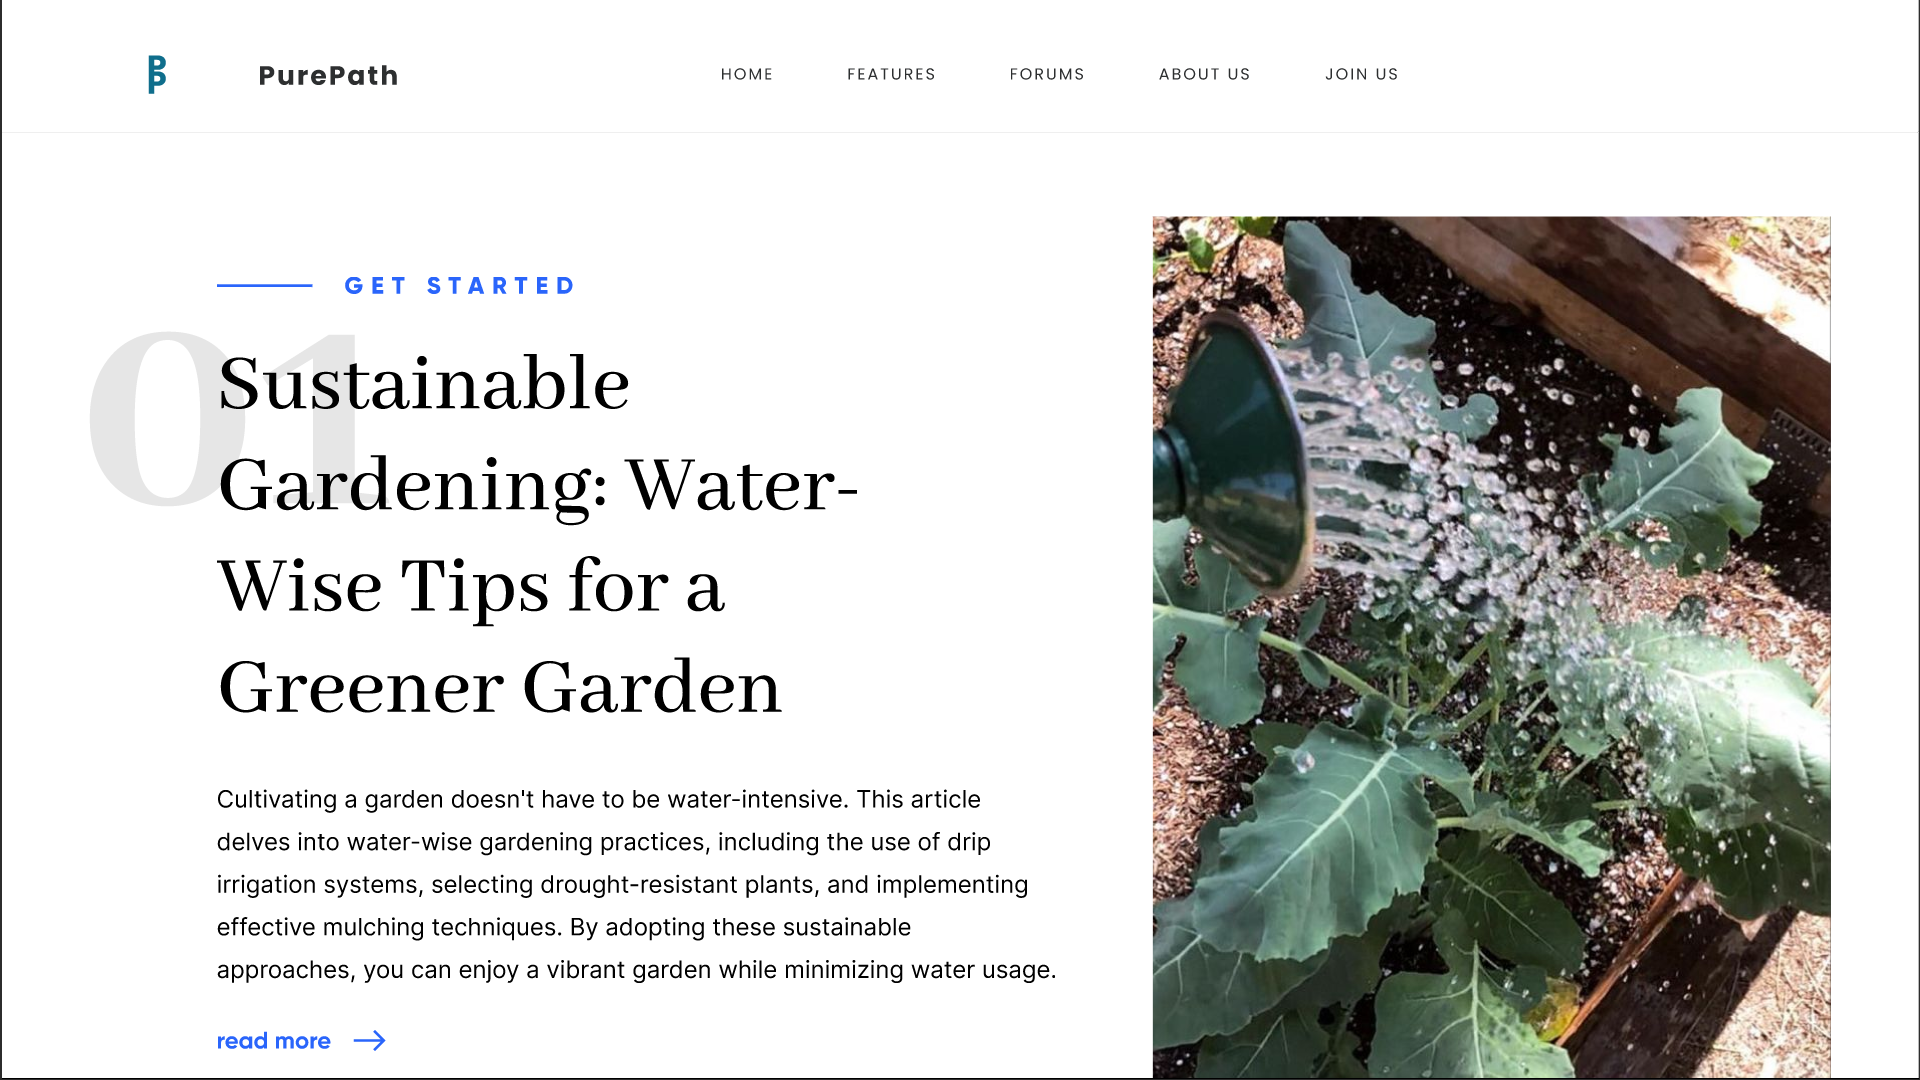 PurePath
HOME FEATURES FORUMS ABOUT US JOIN US
GET STARTED
01
Sustainable
Gardening: Water-
Wise Tips for a
Greener Garden
Cultivating a garden doesn't have to be water-intensive. This article
delves into water-wise gardening practices, including the use of drip
irrigation systems, selecting drought-resistant plants, and implementing
effective mulching techniques. By adopting these sustainable
approaches, you can enjoy a vibrant garden while minimizing water usage.
read more